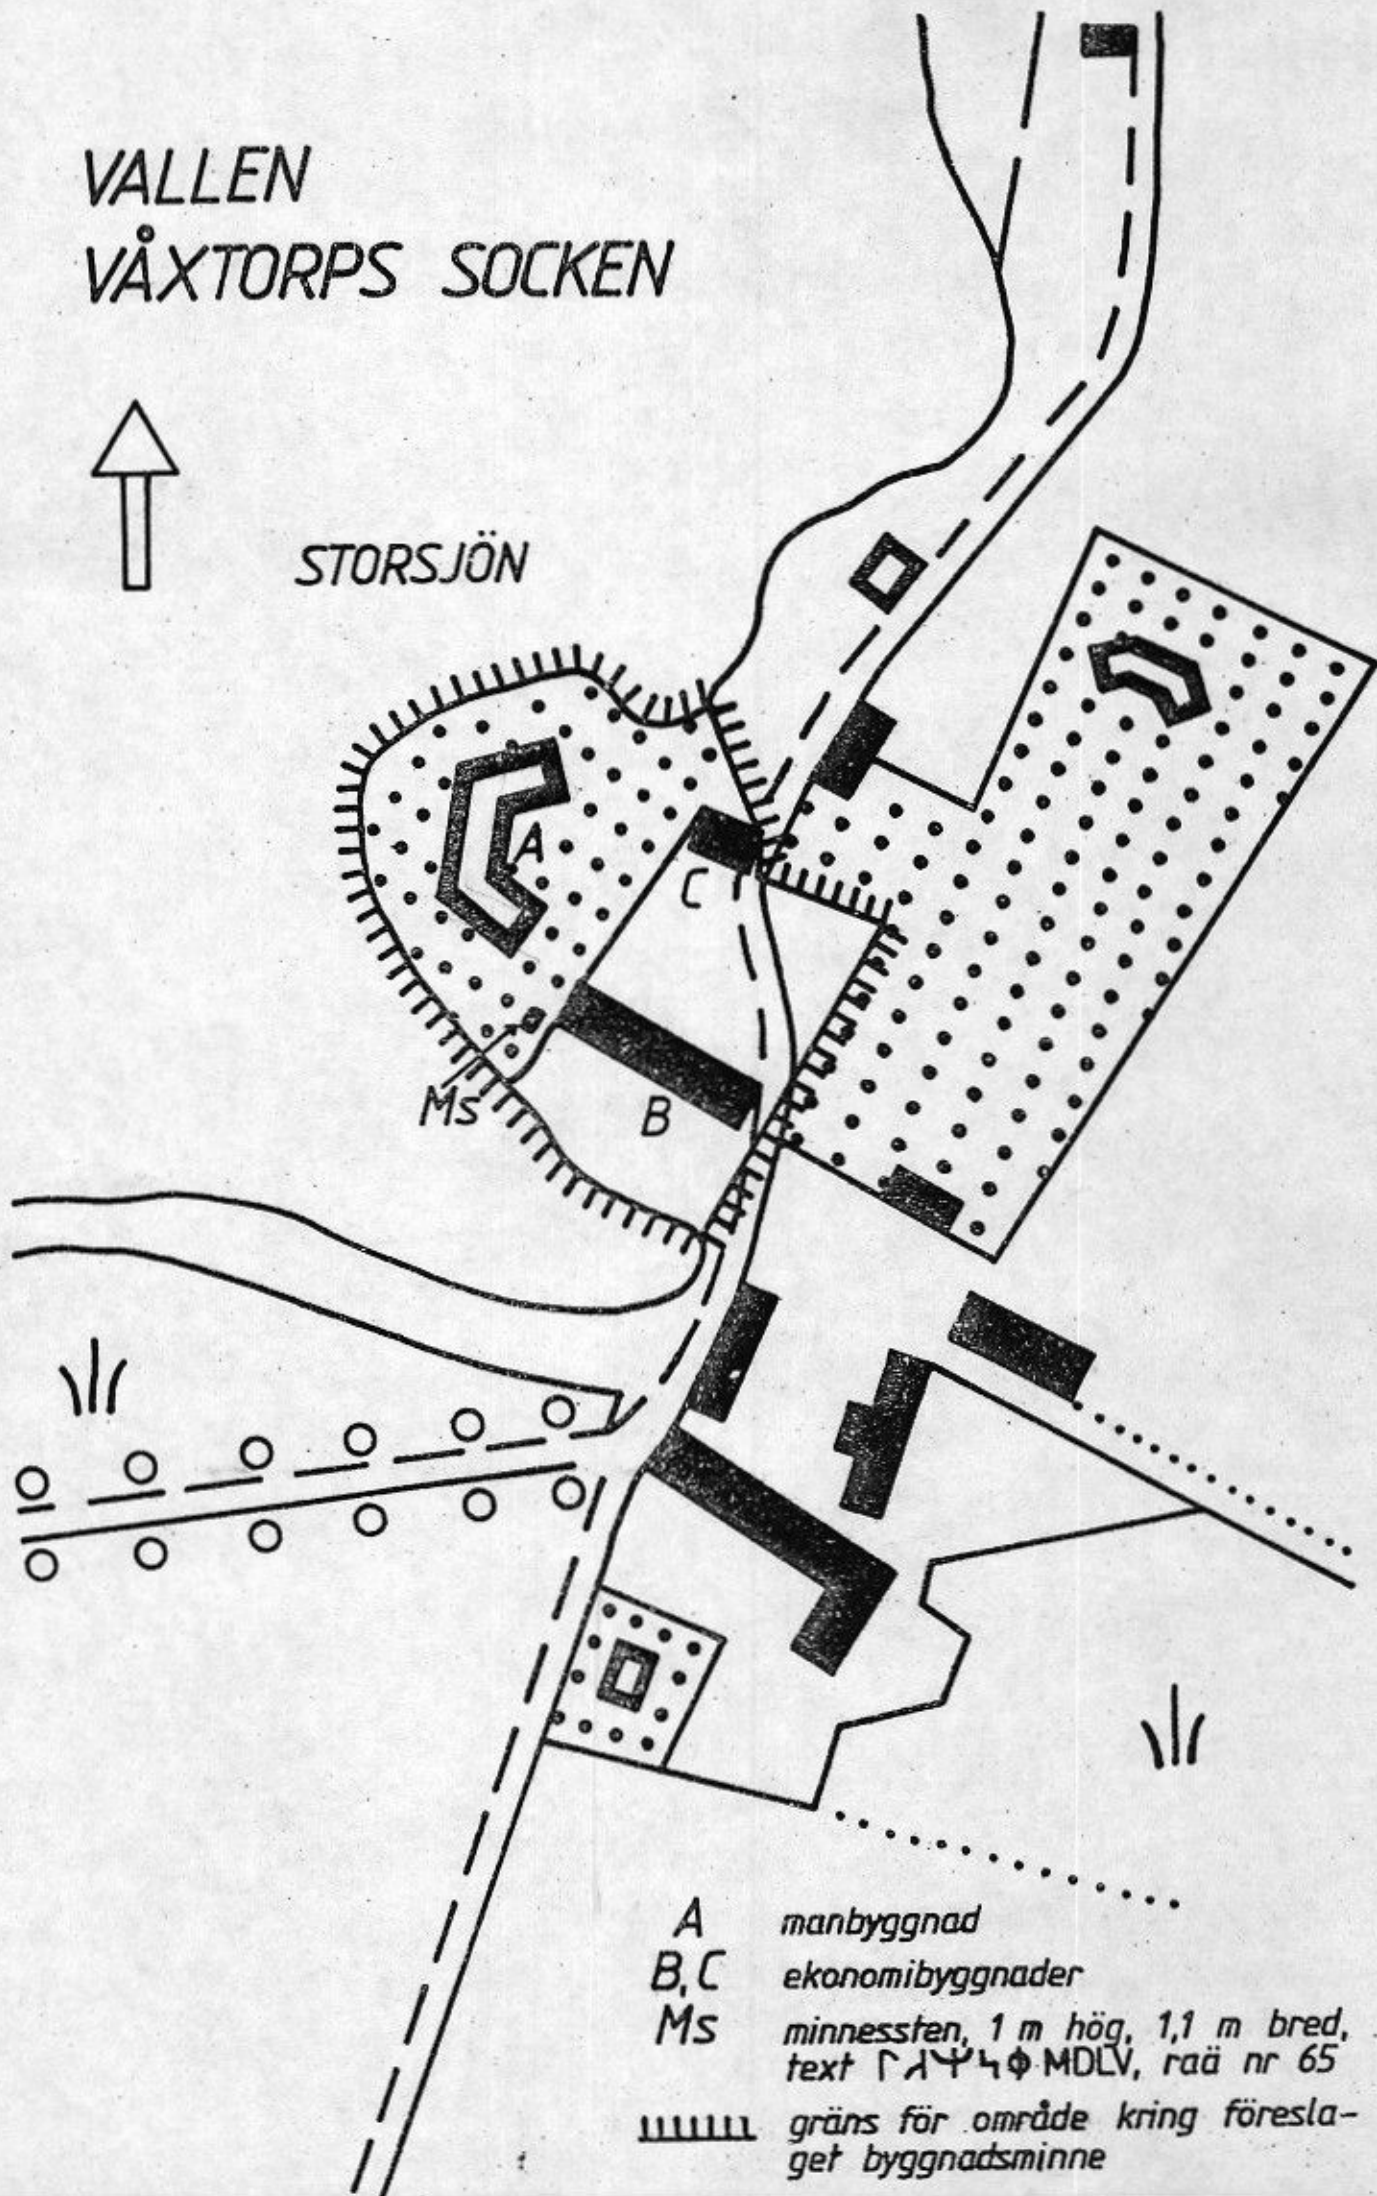 VALLEN
VÅXTORPS SOCKEN
STORSJÖN
A
C
Ms
B
A manbyggnad
B, C ekonomibyggnader
Ms minnessten, 1 m hög, 1,1 m bred,
text MDLV, raä nr 65
gräns för område kring föresla-
get byggnadsminne